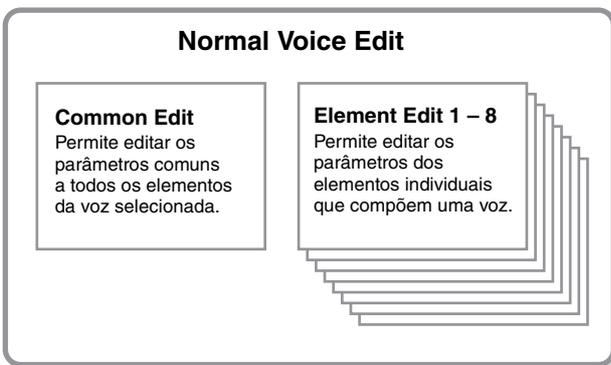 Normal Voice Edit
Common Edit
Permite editar os
parâmetros comuns
a todos os elementos
da voz selecionada.
Element Edit 1 – 8
Permite editar os
parâmetros dos
elementos individuais
que compõem uma voz.